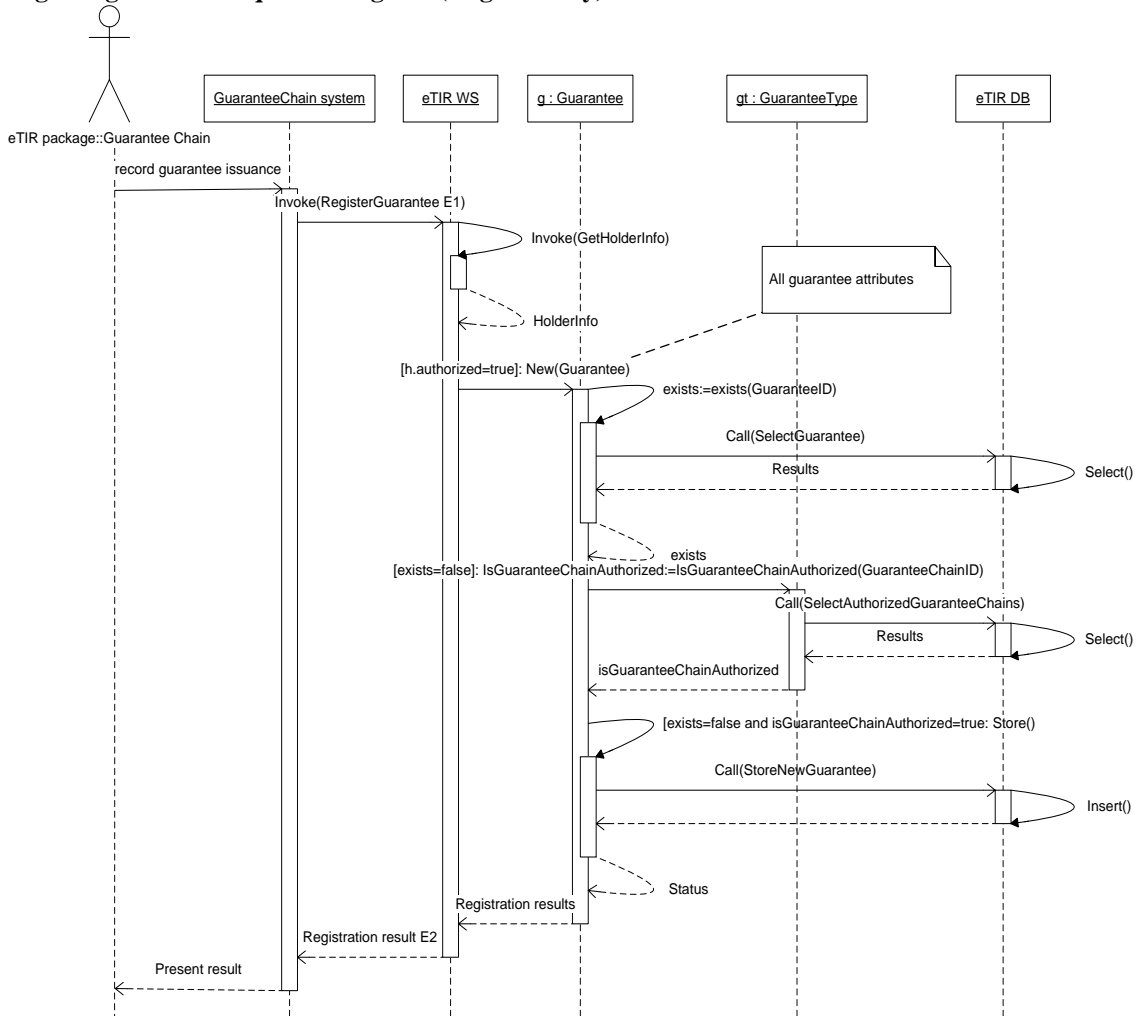 GuaranteeChain system
eTIR WS
g : Guarantee
gt : GuaranteeType
eTIR DB
eTIR package::Guarantee Chain
record guarantee issuance
Invoke(RegisterGuarantee E1)
Invoke(GetHolderInfo)
All guarantee attributes
HolderInfo
[h.authorized=true]: New(Guarantee)
exists:=exists(GuaranteeID)
Call(SelectGuarantee)
Results
Select()
exists
[exists=false]: IsGuaranteeChainAuthorized:=IsGuaranteeChainAuthorized(GuaranteeChainID)
Call(SelectAuthorizedGuaranteeChains)
Results
Select()
isGuaranteeChainAuthorized
[exists=false and isGuaranteeChainAuthorized=true: Store()
Call(StoreNewGuarantee)
Insert()
Status
Registration results
Registration result E2
Present result